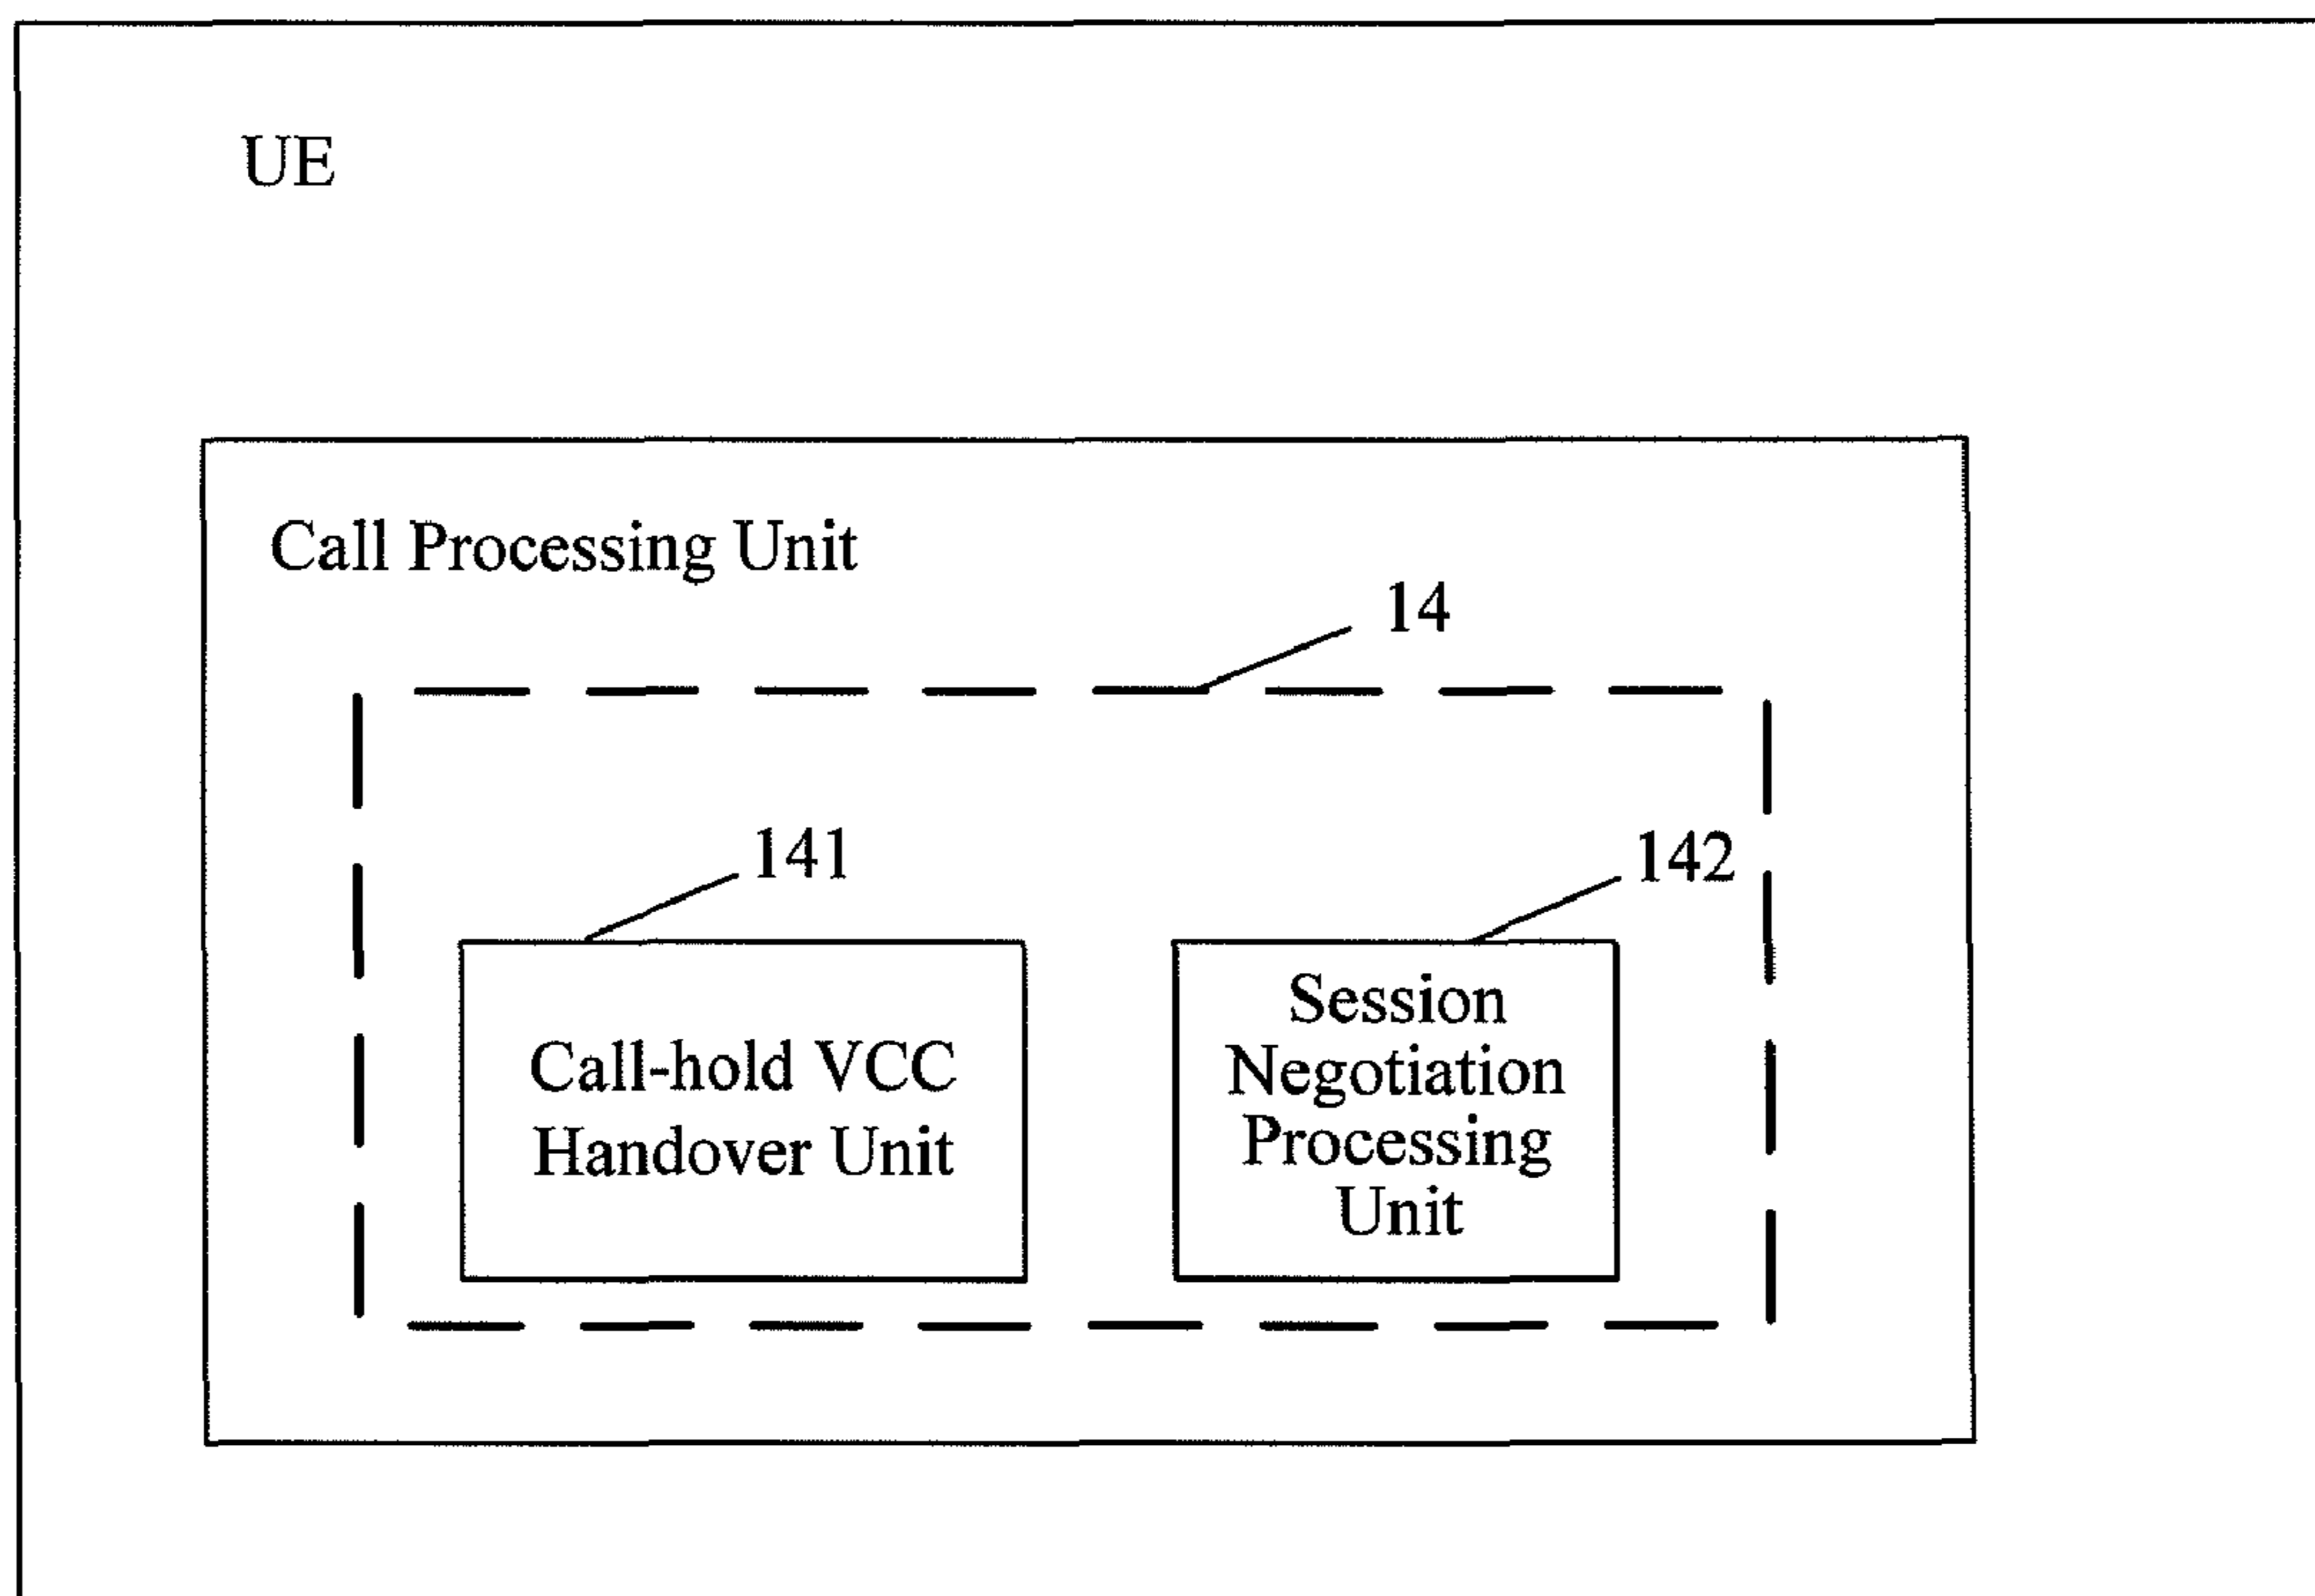 UE
Call Processing Unit
14
141
142
Call-hold VCC
Handover Unit
Session
Negotiation
Processing
Unit